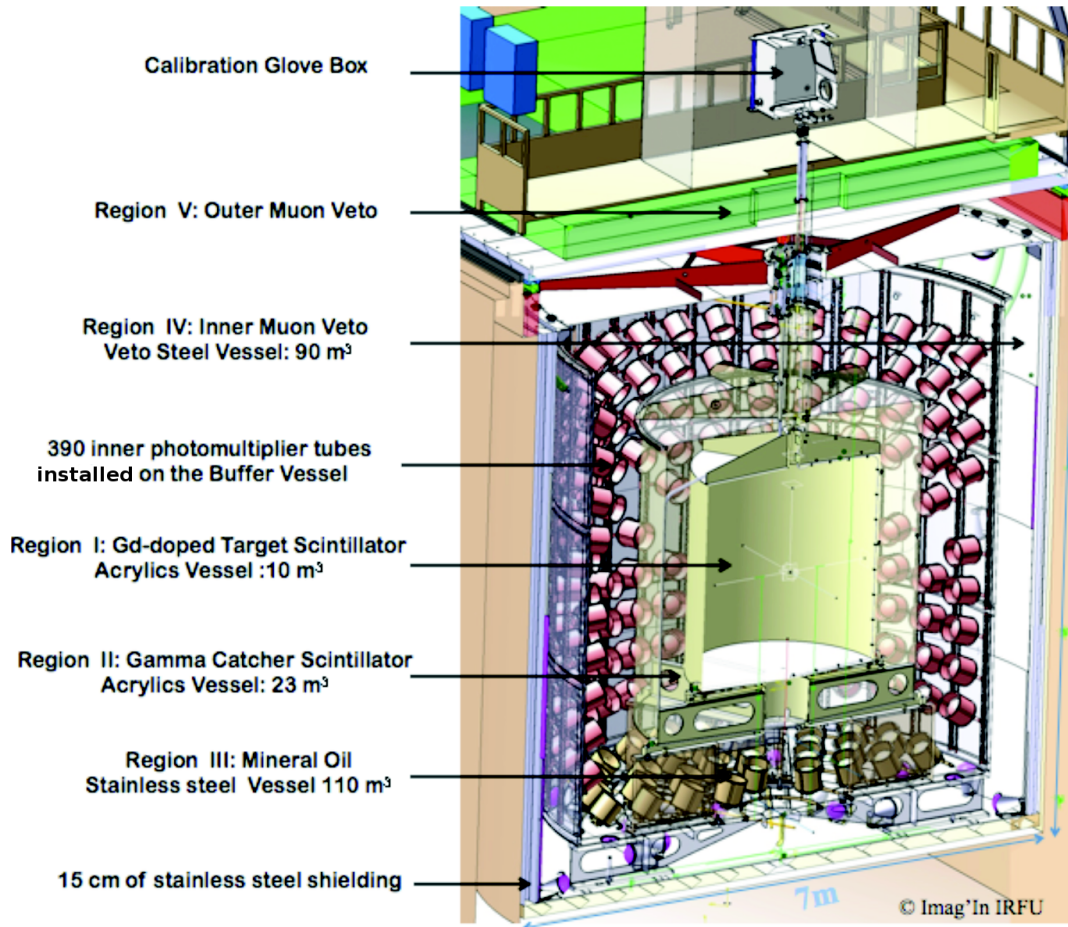 Calibration Glove Box
Region V: Outer Muon Veto
Region IV: Inner Muon Veto
Veto Steel Vessel: 90 m³
390 inner photomultiplier tubes
installed on the Buffer Vessel
Region I: Gd-doped Target Scintillator
Acrylics Vessel :10 m³
Region II: Gamma Catcher Scintillator
Acrylics Vessel: 23 m³
Region III: Mineral Oil
Stainless steel Vessel 110 m³
15 cm of stainless steel shielding
7m
© Imag'In IRFU